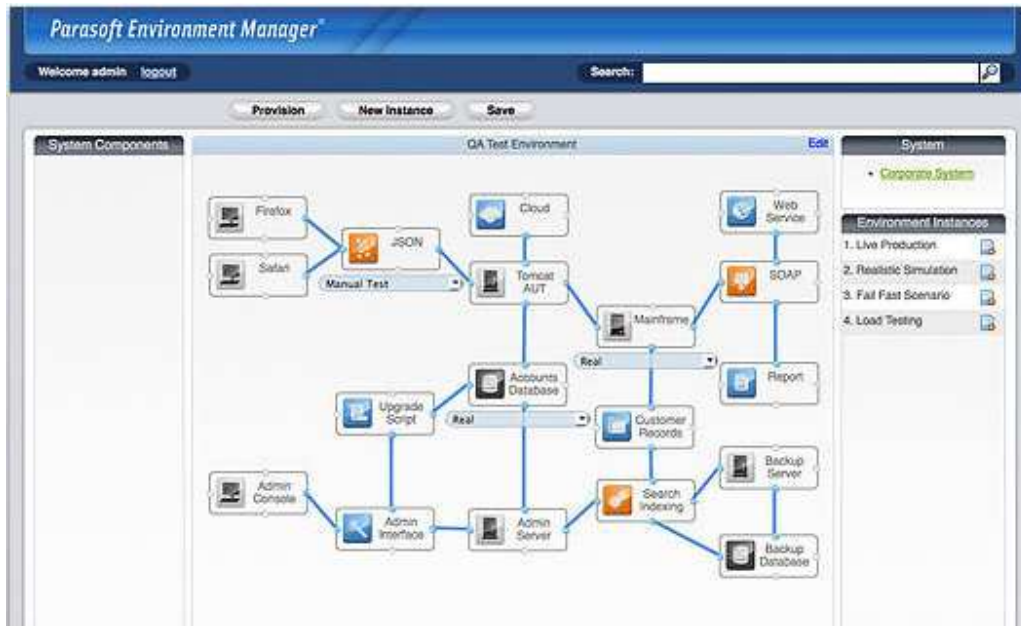 Parasoft Environment Manager®
Welcome admin logout
Search:
Provision
New Instance
Save
System Components
QA Test Environment
Edit
System
Corporate System
Environment Instances
1. Live Production
2. Realistic Simulation
3. Fail Fast Scenario
4. Load Testing
Firefox
Safari
JSON
Manual Test
Cloud
Tomcat
AUT
Web
Service
SOAP
Mainframe
Real
Report
Accounts
Database
Real
Upgrade
Script
Customer
Records
Admin
Console
Admin
Interface
Admin
Server
Search
Indexing
Backup
Server
Backup
Database